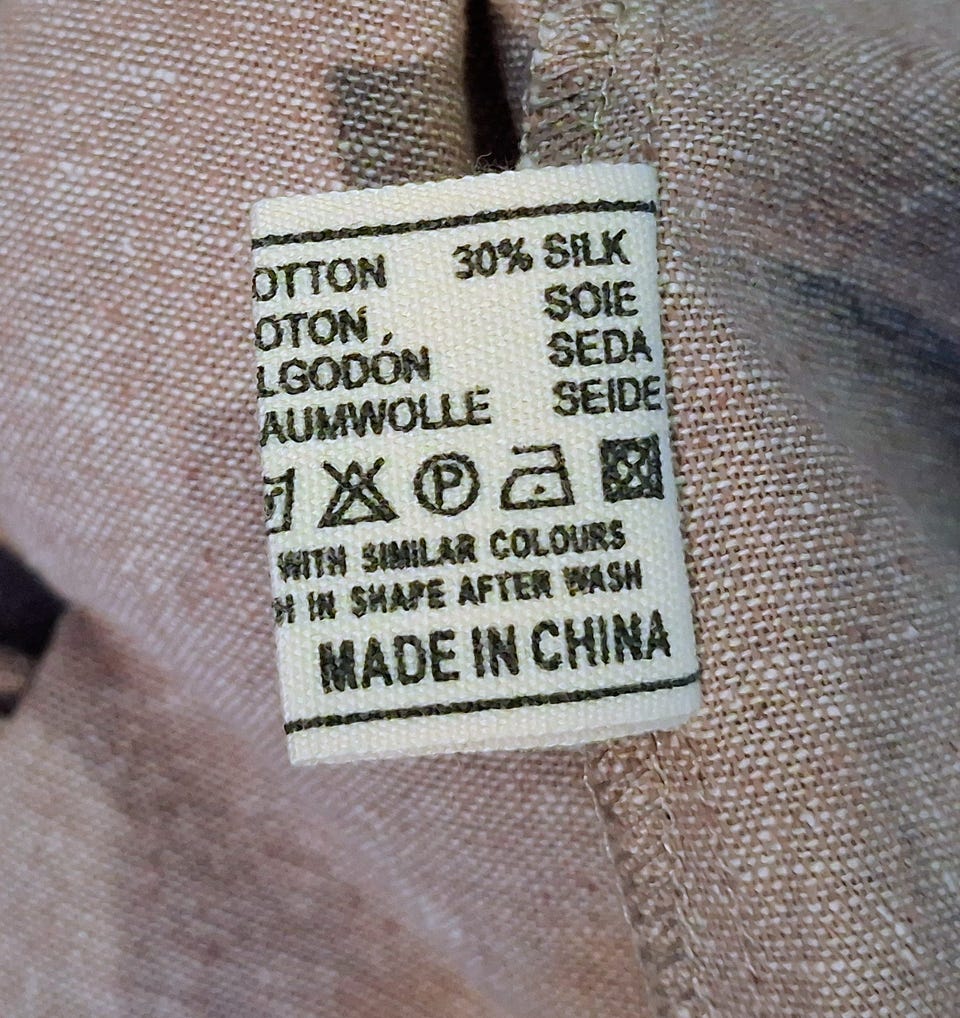 OTTON 30% SILK
OTON, SOIE
LGODÓN SEDA
AUMWOLLE SEIDE
P
WITH SIMILAR COLOURS
H IN SHAPE AFTER WASH
MADE IN CHINA